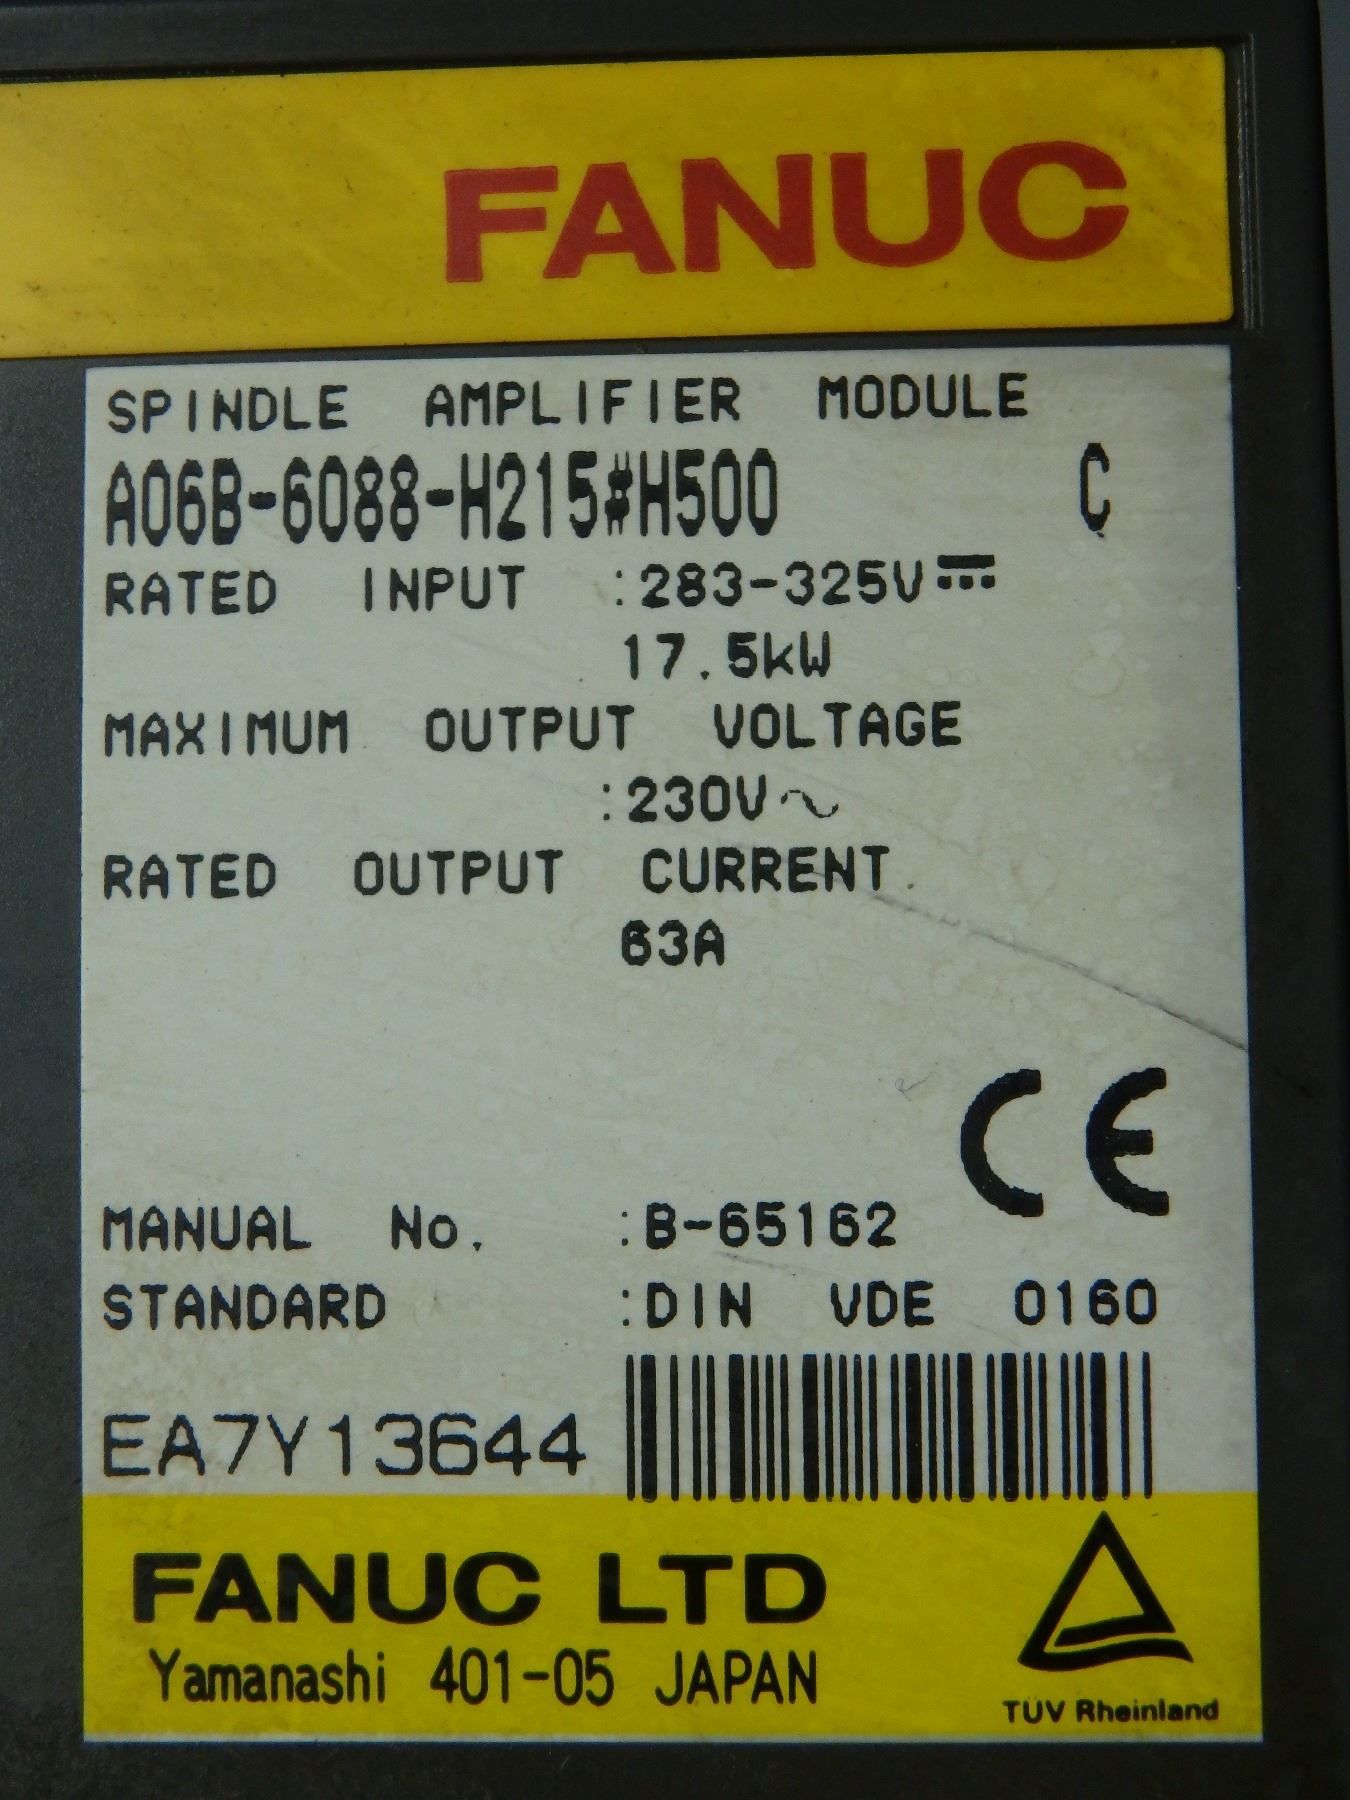 FANUC
SPINDLE AMPLIFIER MODULE
A06B-6088-H215#H500 C
RATED INPUT :283-325V⎓
17.5kW
MAXIMUM OUTPUT VOLTAGE
:230V~
RATED OUTPUT CURRENT
63A
CE
MANUAL No. :B-65162
STANDARD :DIN VDE 0160
EA7Y13644
FANUC LTD
Yamanashi 401-05 JAPAN
TÜV Rheinland